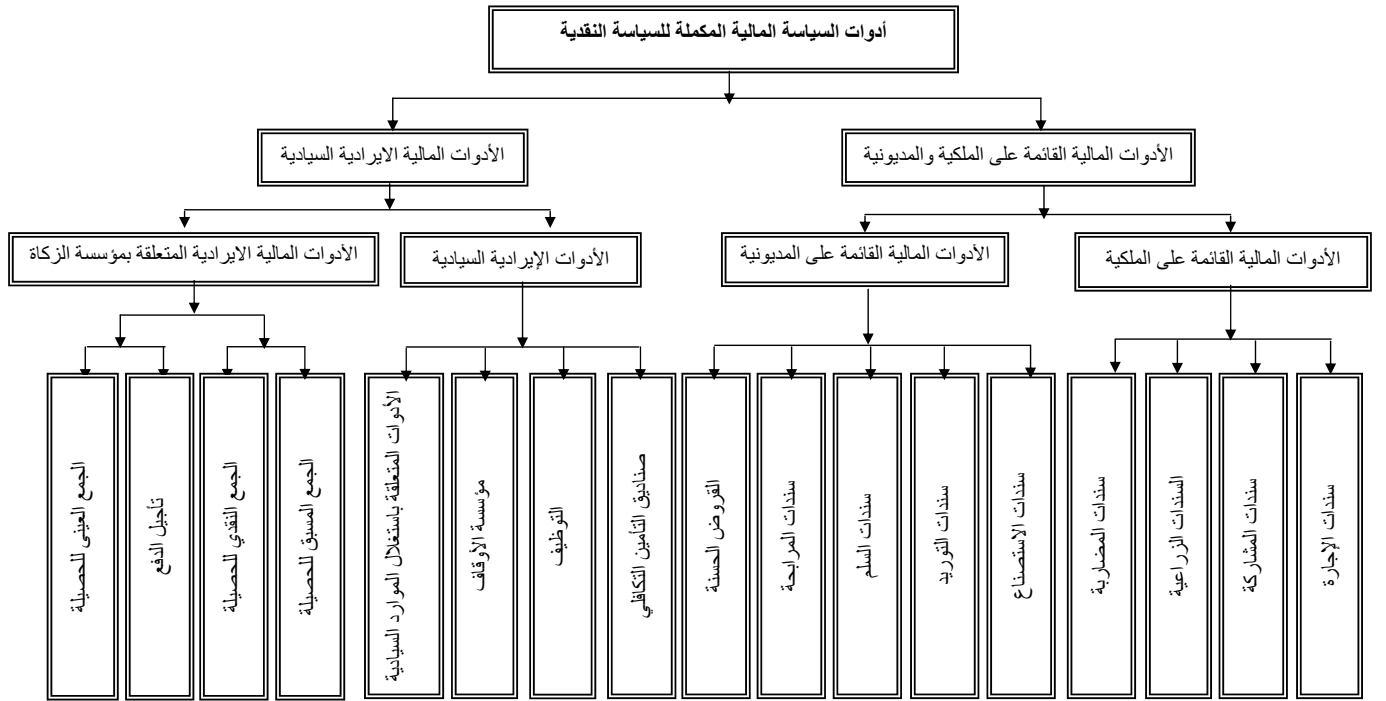 أدوات السياسة المالية المكملة للسياسة النقدية
الأدوات المالية القائمة على الملكية والمديونية
الأدوات المالية الايرادية السيادية
الأدوات المالية القائمة على الملكية
الأدوات المالية القائمة على المديونية
الأدوات الإيرادية السيادية
الأدوات المالية الايرادية المتعلقة بمؤسسة الزكاة
سندات الإجارة
سندات المشاركة
السندات الزراعية
سندات المضاربة
سندات الاستصناع
سندات التوريد
سندات السلم
سندات المرابحة
القروض الحسنة
صناديق التأمين التكافلي
التوظيف
مؤسسة الأوقاف
الأدوات المتعلقة باستغلال الموارد السيادية
الجمع المسبق للحصيلة
الجمع النقدي للحصيلة
تأجيل الدفع
الجمع العيني للحصيلة